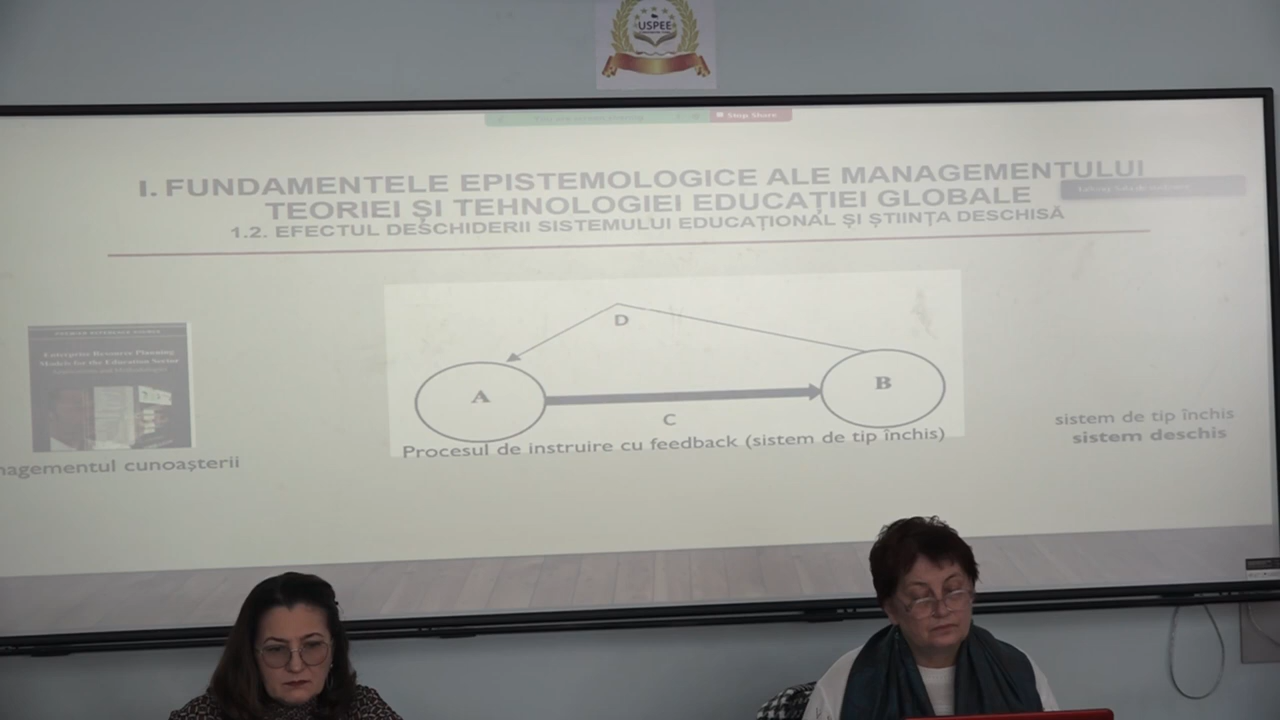 USPEE
Stop Share
I. FUNDAMENTELE EPISTEMOLOGICE ALE MANAGEMENTULUI
TEORIEI ȘI TEHNOLOGIEI EDUCAȚIEI GLOBALE
1.2. EFECTUL DESCHIDERII SISTEMULUI EDUCAȚIONAL ȘI ȘTIINȚA DESCHISĂ
Enterprise Resource Planning
Models for the Education Sector
nagementul cunoașterii
D
A
B
C
Procesul de instruire cu feedback (sistem de tip închis)
sistem de tip închis
sistem deschis